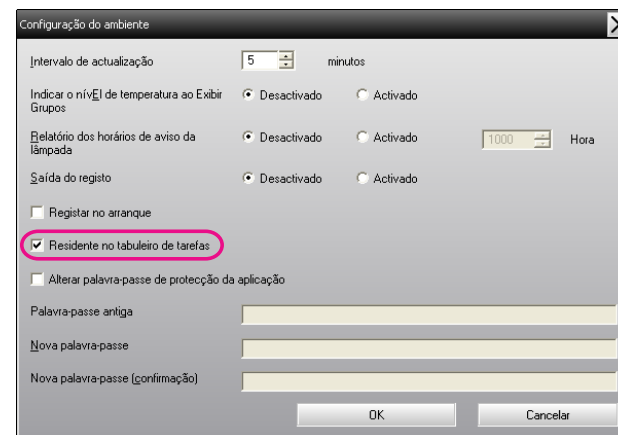 Configuração do ambiente
Intervalo de actualização 5 minutos
Indicar o nívEl de temperatura ao Exibir Desactivado Activado
Grupos
Relatório dos horários de aviso da Desactivado Activado 1000 Hora
lâmpada
Saída do registo Desactivado Activado
Registar no arranque
Residente no tabuleiro de tarefas
Alterar palavra-passe de protecção da aplicação
Palavra-passe antiga
Nova palavra-passe
Nova palavra-passe (confirmação)
OK Cancelar